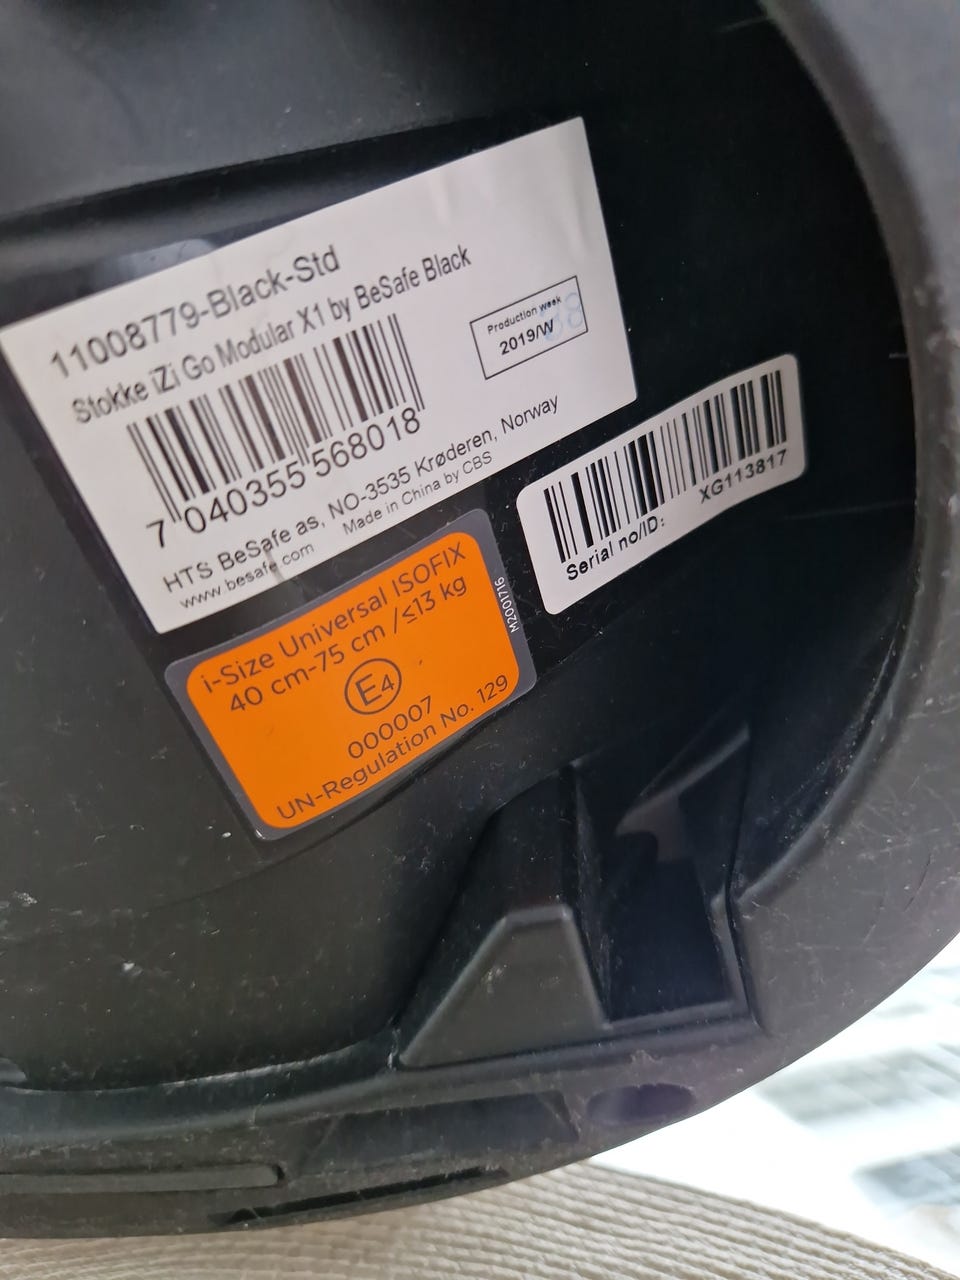 11008779-Black-Std
Stokke iZi Go Modular X1 by BeSafe Black
Production week
2019/W
7 040355 568018
HTS BeSafe as, NO-3535 Krøderen, Norway
www.besafe.com Made in China by CBS
XG113817
Serial no/ID:
i-Size Universal ISOFIX
40 cm-75 cm /≤13 kg
E4
000007
UN-Regulation No. 129
M2001716